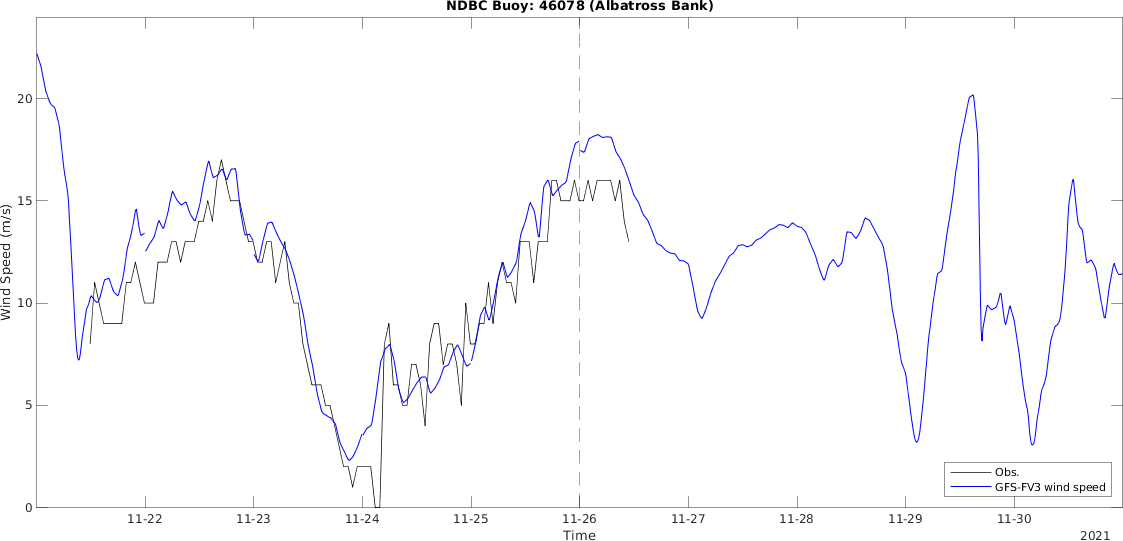 NDBC Buoy: 46078 (Albatross Bank)
Wind Speed (m/s)
20
15
10
5
0
Obs.
GFS-FV3 wind speed
11-22 11-23 11-24 11-25 11-26 11-27 11-28 11-29 11-30
Time
2021